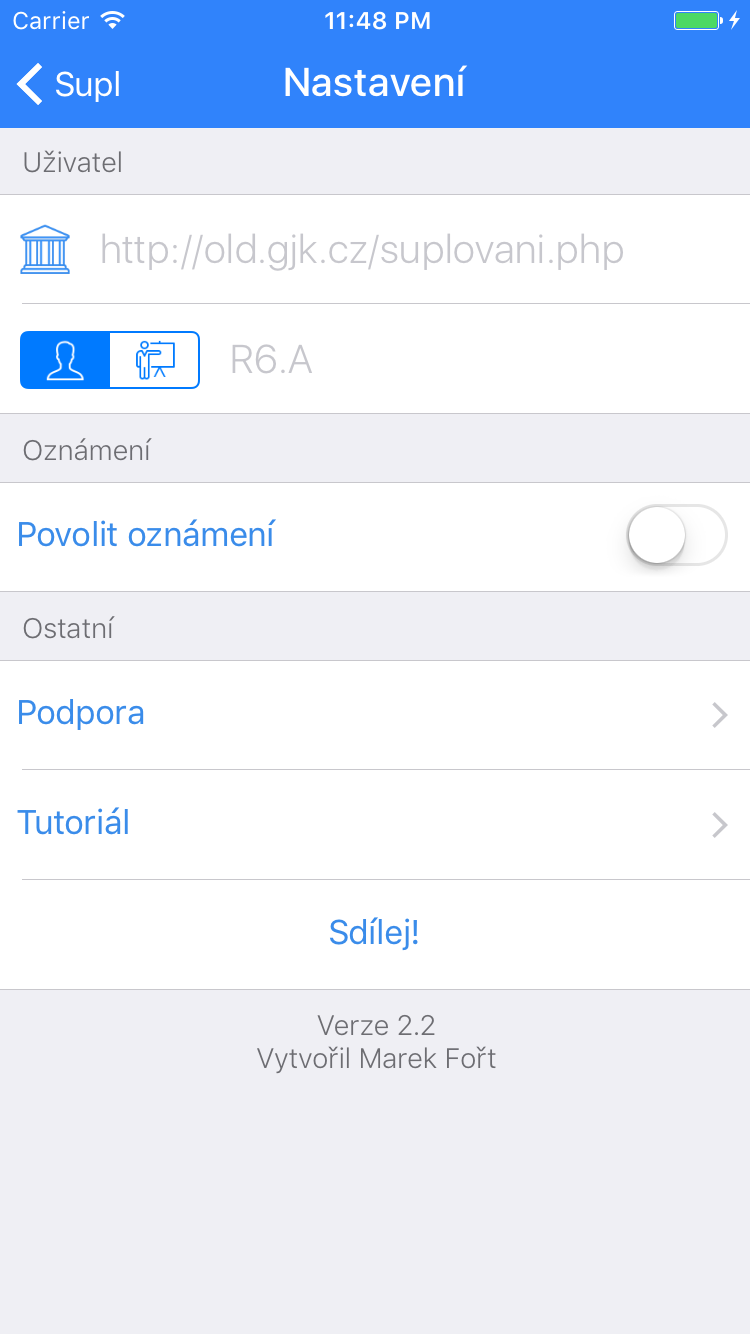 Carrier 11:48 PM
Supl Nastavení
Uživatel
http://old.gjk.cz/suplovani.php
R6.A
Oznámení
Povolit oznámení
Ostatní
Podpora
Tutoriál
Sdílej!
Verze 2.2
Vytvořil Marek Fořt